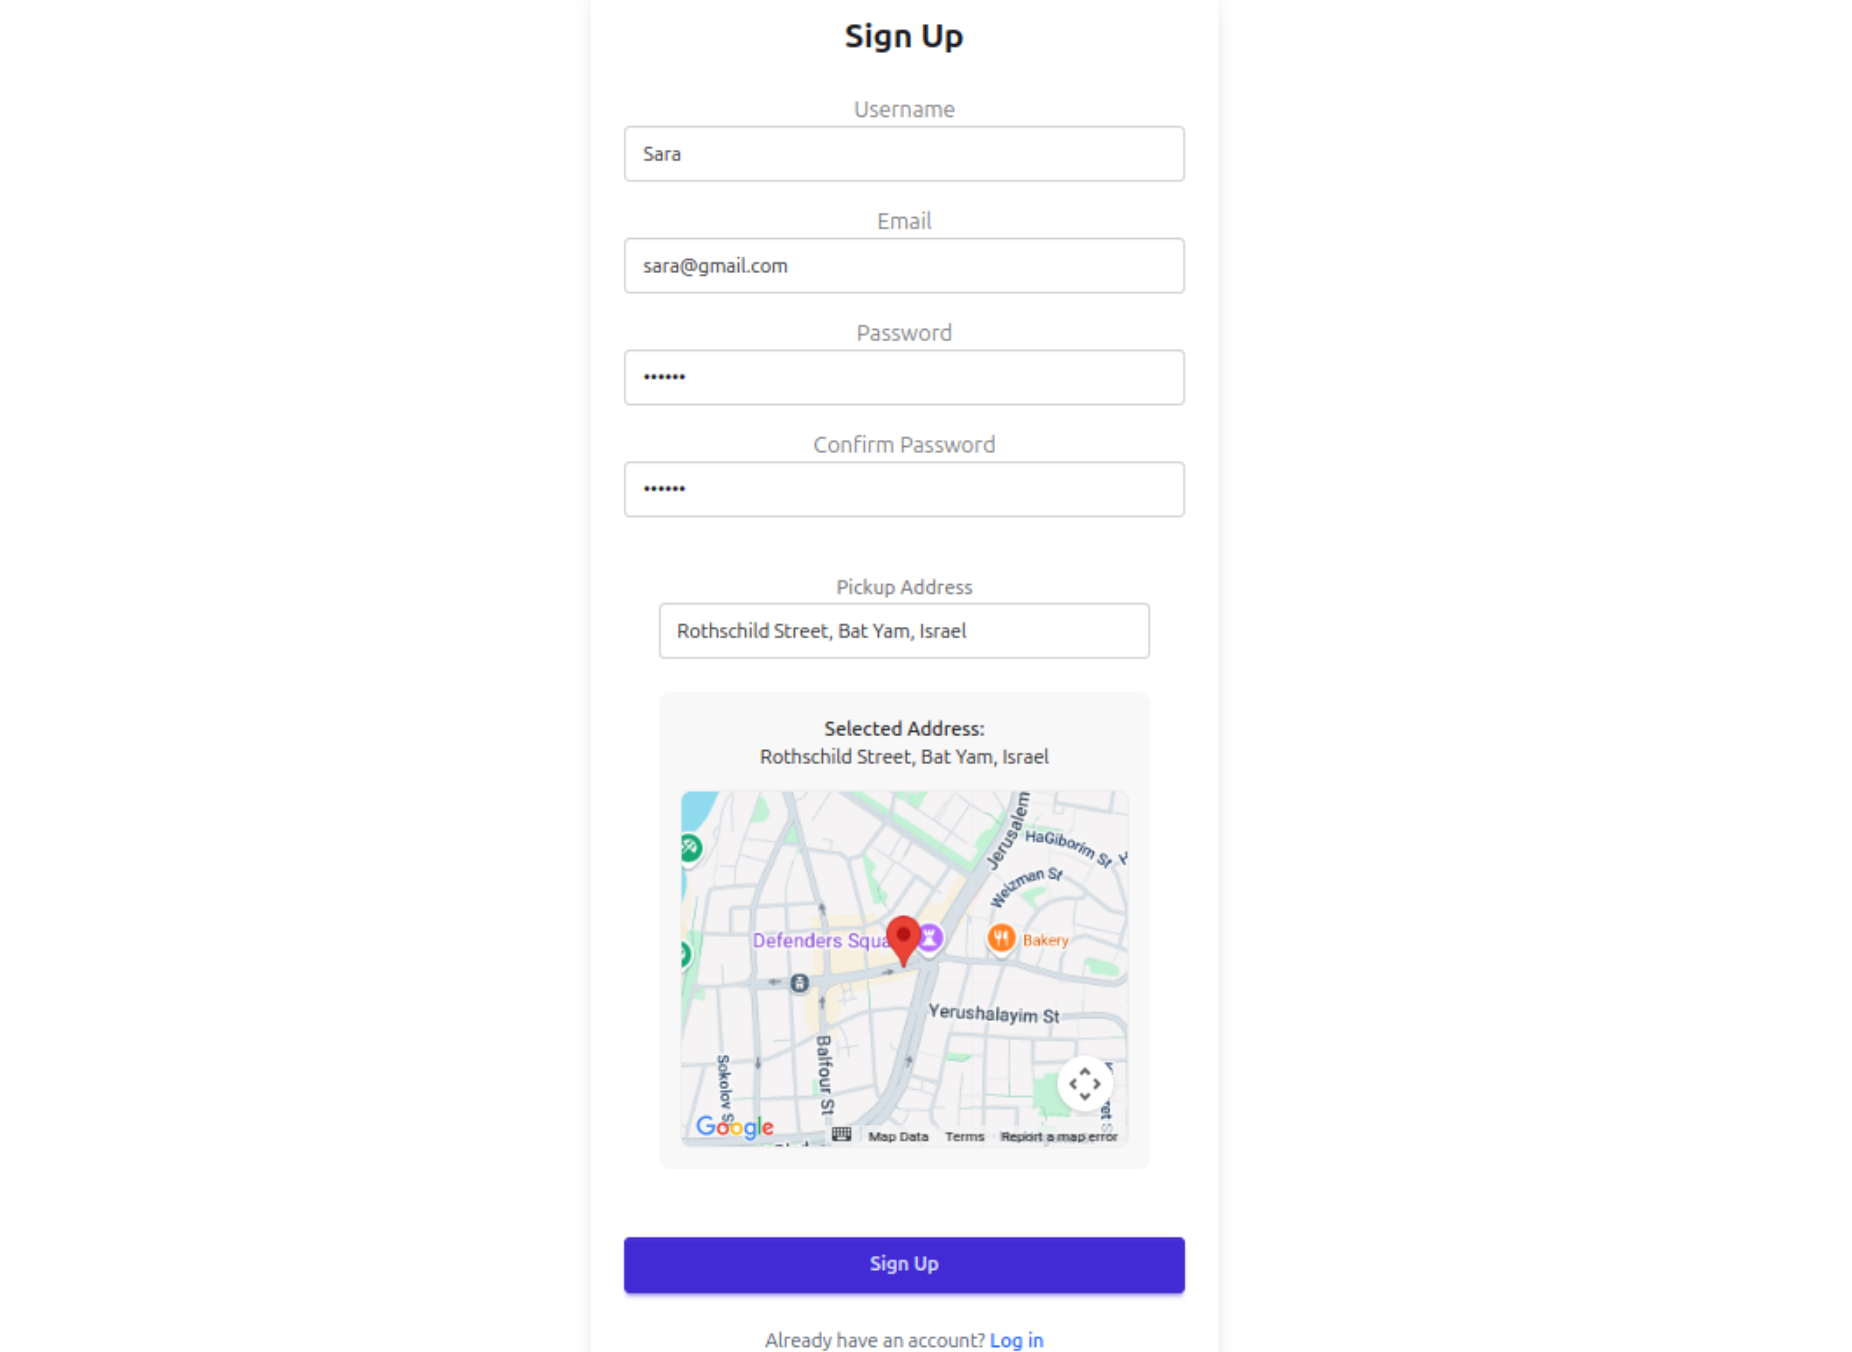 Sign Up
Username
Sara
Email
sara@gmail.com
Password
••••••
Confirm Password
••••••
Pickup Address
Rothschild Street, Bat Yam, Israel
Selected Address:
Rothschild Street, Bat Yam, Israel
Jerusalem
HaGiborim St
Weizman St
Defenders Squa
Bakery
Yerushalayim St
Balfour St
Sokolov S
Google
Map Data
Terms
Report a map error
Sign Up
Already have an account? Log in